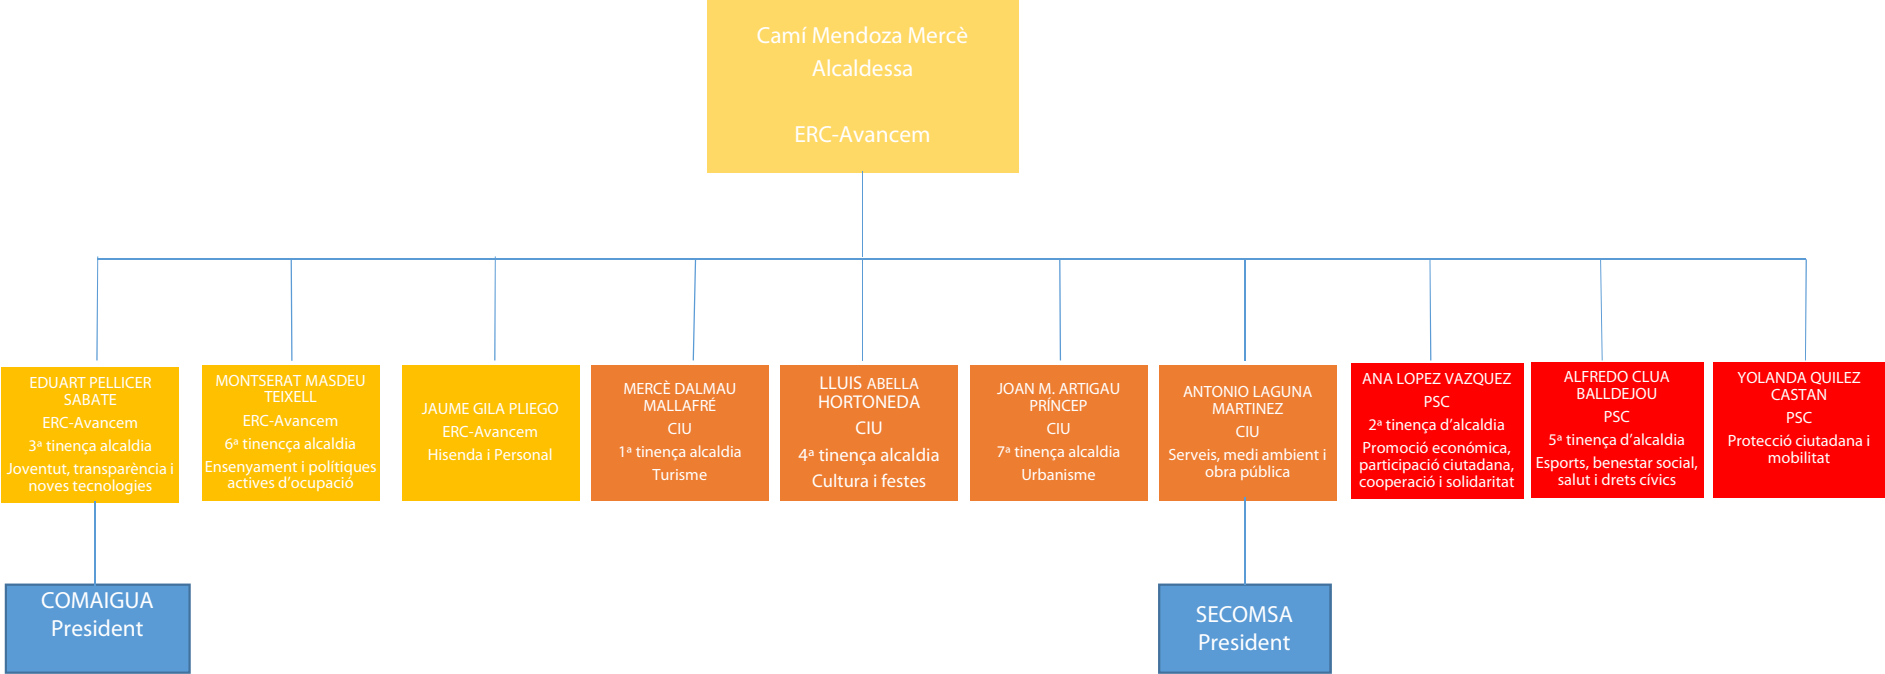 Camí Mendoza Mercè
Alcaldessa
ERC-Avancem
EDUART PELLICER
SABATE
ERC-Avancem
3ª tinença alcaldia
Joventut, transparència i
noves tecnologies
MONTSERAT MASDEU
TEIXELL
ERC-Avancem
6ª tinencça alcaldia
Ensenyament i polítiques
actives d’ocupació
JAUME GILA PLIEGO
ERC-Avancem
Hisenda i Personal
MERCÈ DALMAU
MALLAFRÉ
CIU
1ª tinença alcaldia
Turisme
LLUIS ABELLA
HORTONEDA
CIU
4ª tinença alcaldia
Cultura i festes
JOAN M. ARTIGAU
PRÍNCEP
CIU
7ª tinença alcaldia
Urbanisme
ANTONIO LAGUNA
MARTINEZ
CIU
Serveis, medi ambient i
obra pública
ANA LOPEZ VAZQUEZ
PSC
2ª tinença d’alcaldia
Promoció económica,
participació ciutadana,
cooperació i solidaritat
ALFREDO CLUA
BALLDEJOU
PSC
5ª tinença d’alcaldia
Esports, benestar social,
salut i drets cívics
YOLANDA QUILEZ
CASTAN
PSC
Protecció ciutadana i
mobilitat
COMAIGUA
President
SECOMSA
President